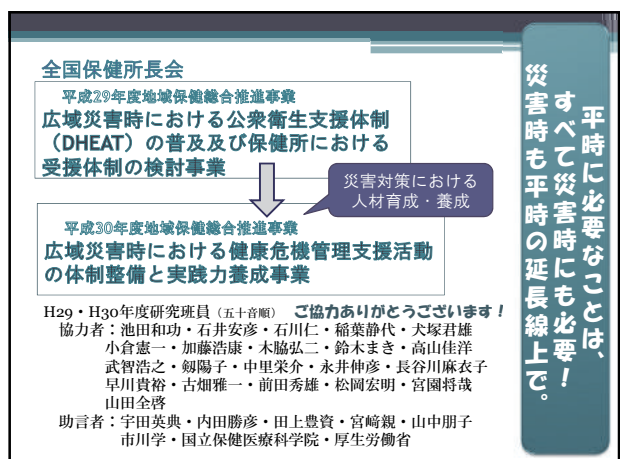 全国保健所長会
平成29年度地域保健総合推進事業
広域災害時における公衆衛生支援体制
（DHEAT）の普及及び保健所における
受援体制の検討事業
災害対策における
人材育成・養成
平成30年度地域保健総合推進事業
広域災害時における健康危機管理支援活動
の体制整備と実践力養成事業
H29・H30年度研究班員（五十音順） ご協力ありがとうございます！
協力者：池田和功・石井安彦・石川仁・稲葉静代・犬塚君雄
小倉憲一・加藤浩康・木脇弘二・鈴木まき・高山佳洋
武智浩之・剱陽子・中里栄介・永井伸彦・長谷川麻衣子
早川貴裕・古畑雅一・前田秀雄・松岡宏明・宮園将哉
山田全啓
助言者：宇田英典・内田勝彦・田上豊資・宮﨑親・山中朋子
市川学・国立保健医療科学院・厚生労働省
平時に必要なことは、
すべて災害時にも必要！
災害時も平時の延長線上で。